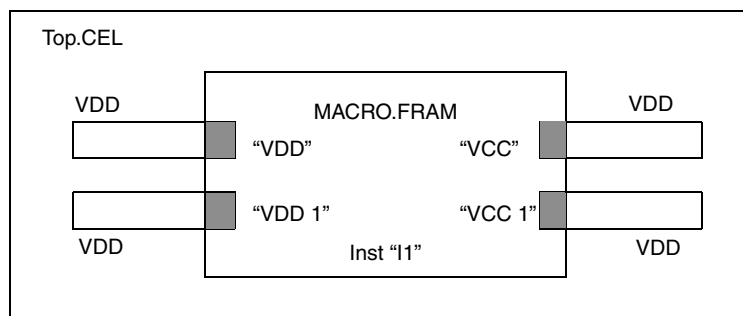 Top.CEL
VDD
MACRO.FRAM
VDD
“VDD”
“VCC”
“VDD 1”
“VCC 1”
VDD
Inst “I1”
VDD